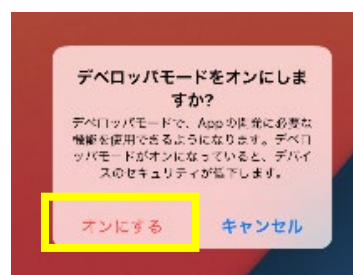 デベロッパモードをオンにしま
すか?
デベロッパモードで、Appの開発に必要な
機能を使用できるようになります。デベロ
ッパモードがオンになっていると、デバイ
スのセキュリティが低下します。
オンにする
キャンセル